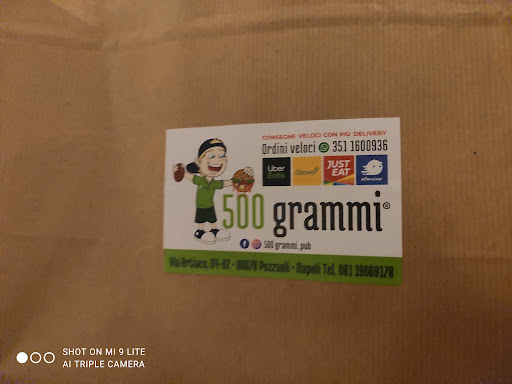 CONSEGNE VELOCI CON PIÙ DELIVERY
Ordini veloci 351 1600936
Uber Eats
Glovo
JUST EAT
500 grammi®
500 grammi_pub
Via Artiaco, 64-62 - 80078 Pozzuoli - Napoli Tel. 081 19669170
SHOT ON MI 9 LITE
AI TRIPLE CAMERA